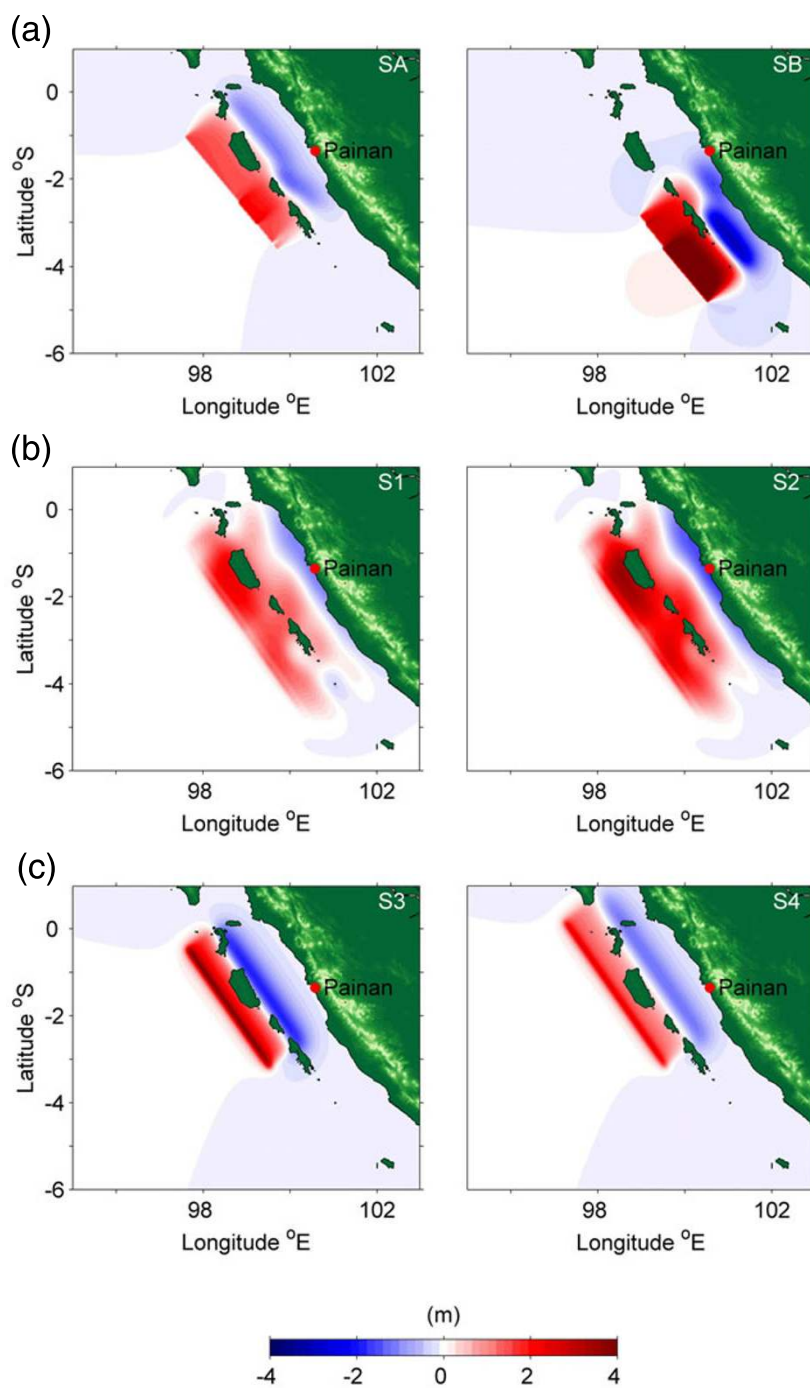 (a)
SA
SB
0
-2
-4
-6
Latitude °S
Painan
Painan
98
102
98
102
Longitude °E
Longitude °E
(b)
S1
S2
0
-2
-4
-6
Latitude °S
Painan
Painan
98
102
98
102
Longitude °E
Longitude °E
(c)
S3
S4
0
-2
-4
-6
Latitude °S
Painan
Painan
98
102
98
102
Longitude °E
Longitude °E
(m)
-4
-2
0
2
4